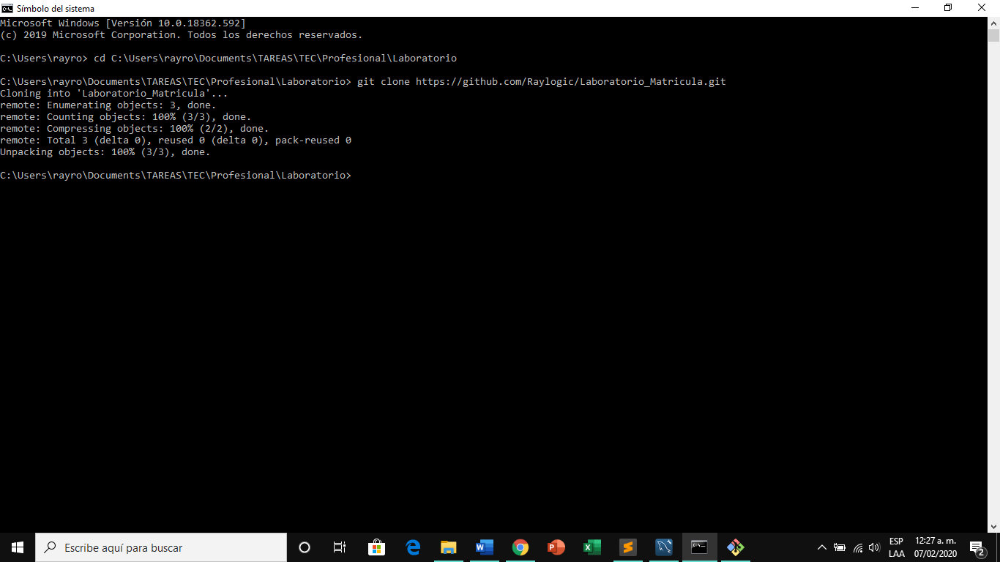 Símbolo del sistema
Microsoft Windows [Versión 10.0.18362.592]
(c) 2019 Microsoft Corporation. Todos los derechos reservados.
C:\Users\rayro> cd C:\Users\rayro\Documents\TAREAS\TEC\Profesional\Laboratorio
C:\Users\rayro\Documents\TAREAS\TEC\Profesional\Laboratorio> git clone https://github.com/Raylogic/Laboratorio_Matricula.git
Cloning into 'Laboratorio_Matricula'...
remote: Enumerating objects: 3, done.
remote: Counting objects: 100% (3/3), done.
remote: Compressing objects: 100% (2/2), done.
remote: Total 3 (delta 0), reused 0 (delta 0), pack-reused 0
Unpacking objects: 100% (3/3), done.
C:\Users\rayro\Documents\TAREAS\TEC\Profesional\Laboratorio>
Escribe aquí para buscar
ESP
LAA
12:27 a. m.
07/02/2020
2